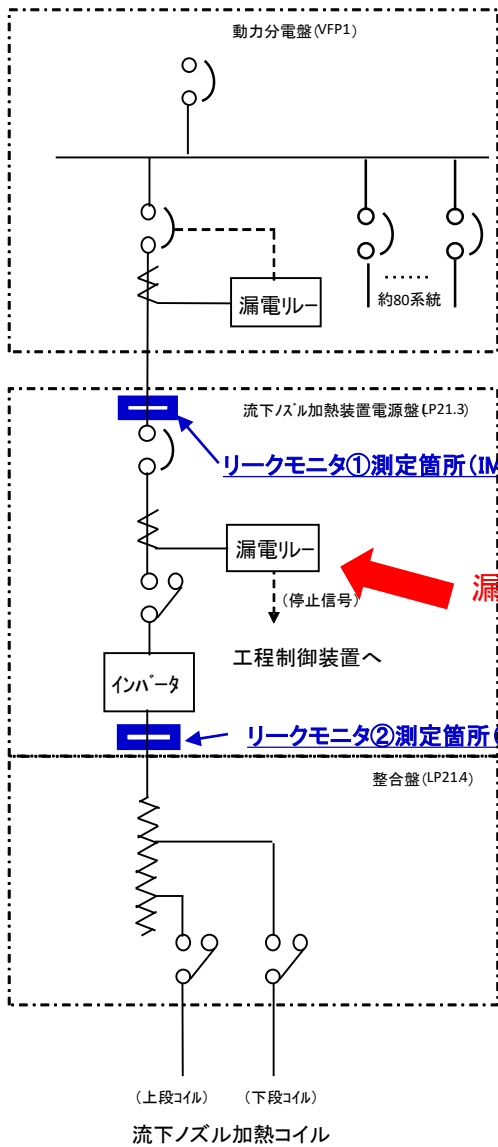 動力分電盤(VFP1)
漏電リレー
約80系統
流下ノズル加熱装置電源盤(LP21.3)
リークモニタ①測定箇所(IM
漏電リレー
漏
(停止信号)
工程制御装置へ
インバータ
リークモニタ②測定箇所(
整合盤(LP21.4)
(上段コイル) (下段コイル)
流下ノズル加熱コイル